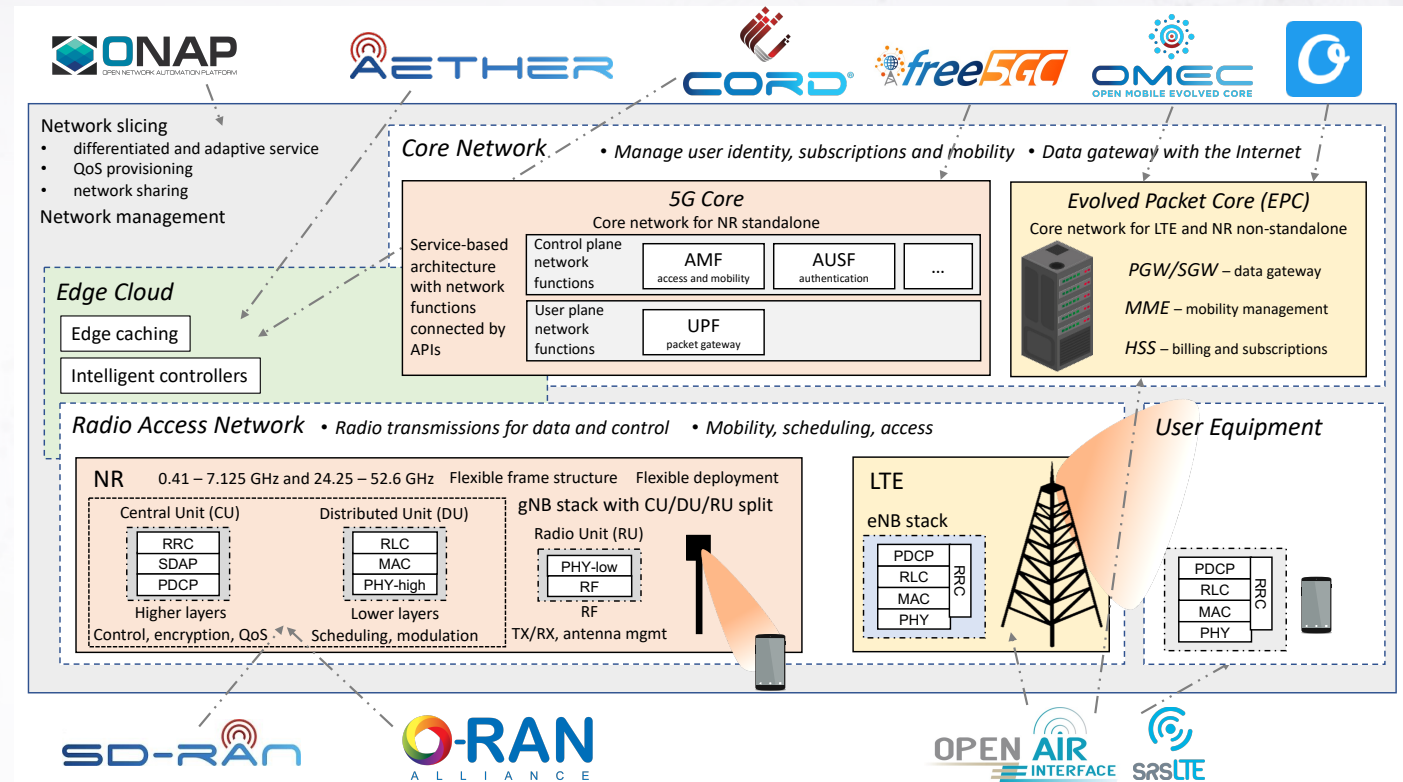 ONAP
OPEN NETWORK AUTOMATION PLATFORM
AETHER
CORD®
free5GC
OMEC
OPEN MOBILE EVOLVED CORE
Network slicing
• differentiated and adaptive service
• QoS provisioning
• network sharing
Network management
Core Network
• Manage user identity, subscriptions and mobility • Data gateway with the Internet
5G Core
Core network for NR standalone
Service-based
architecture
with network
functions
connected by
APIs
Control plane
network
functions
AMF
access and mobility
AUSF
authentication
...
User plane
network
functions
UPF
packet gateway
Evolved Packet Core (EPC)
Core network for LTE and NR non-standalone
PGW/SGW – data gateway
MME – mobility management
HSS – billing and subscriptions
Edge Cloud
Edge caching
Intelligent controllers
Radio Access Network • Radio transmissions for data and control • Mobility, scheduling, access
NR 0.41 – 7.125 GHz and 24.25 – 52.6 GHz Flexible frame structure Flexible deployment
gNB stack with CU/DU/RU split
Central Unit (CU)
RRC
SDAP
PDCP
Higher layers
Control, encryption, QoS
Distributed Unit (DU)
RLC
MAC
PHY-high
Lower layers
Scheduling, modulation
Radio Unit (RU)
PHY-low
RF
RF
TX/RX, antenna mgmt
LTE
eNB stack
PDCP
RLC
MAC
PHY
RRC
User Equipment
PDCP
RLC
MAC
PHY
RRC
SD-RAN
O-RAN
ALLIANCE
OPEN AIR
INTERFACE
SRSLTE